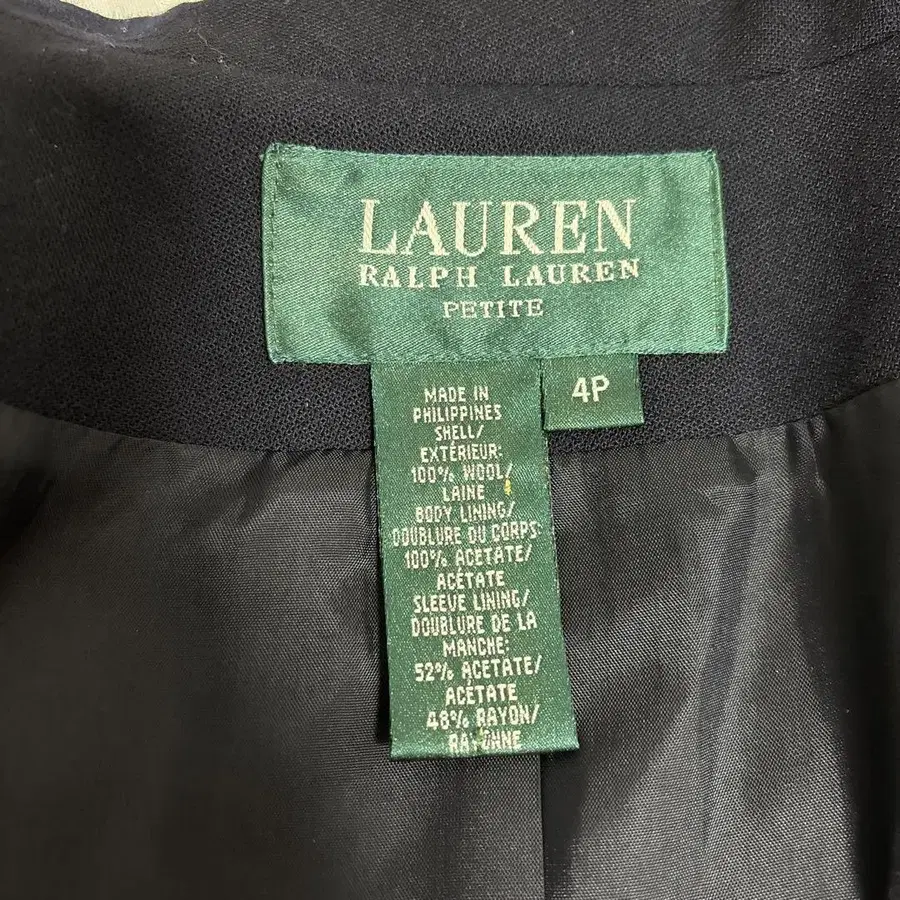 LAUREN
RALPH LAUREN
PETITE
4P
MADE IN
PHILIPPINES
SHELL/
EXTÉRIEUR:
100% WOOL/
LAINE
BODY LINING/
DOUBLURE DU CORPS:
100% ACETATE/
ACÉTATE
SLEEVE LINING/
DOUBLURE DE LA
MANCHE:
52% ACETATE/
ACÉTATE
48% RAYON/
RAYONNE